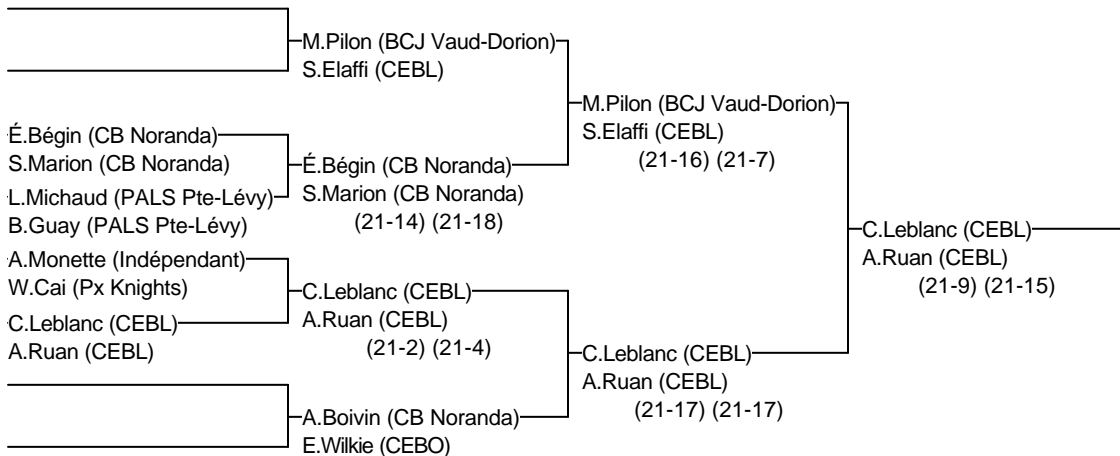 M.Pilon (BCJ Vaud-Dorion)
S.Elaffi (CEBL)
É.Bégin (CB Noranda)
S.Marion (CB Noranda)
L.Michaud (PALS Pte-Lévy)
B.Guay (PALS Pte-Lévy)
A.Monette (Indépendant)
W.Cai (Px Knights)
C.Leblanc (CEBL)
A.Ruan (CEBL)
É.Bégin (CB Noranda)
S.Marion (CB Noranda)
(21-14) (21-18)
C.Leblanc (CEBL)
A.Ruan (CEBL)
(21-2) (21-4)
A.Boivin (CB Noranda)
E.Wilkie (CEBO)
M.Pilon (BCJ Vaud-Dorion)
S.Elaffi (CEBL)
(21-16) (21-7)
C.Leblanc (CEBL)
A.Ruan (CEBL)
(21-17) (21-17)
C.Leblanc (CEBL)
A.Ruan (CEBL)
(21-9) (21-15)